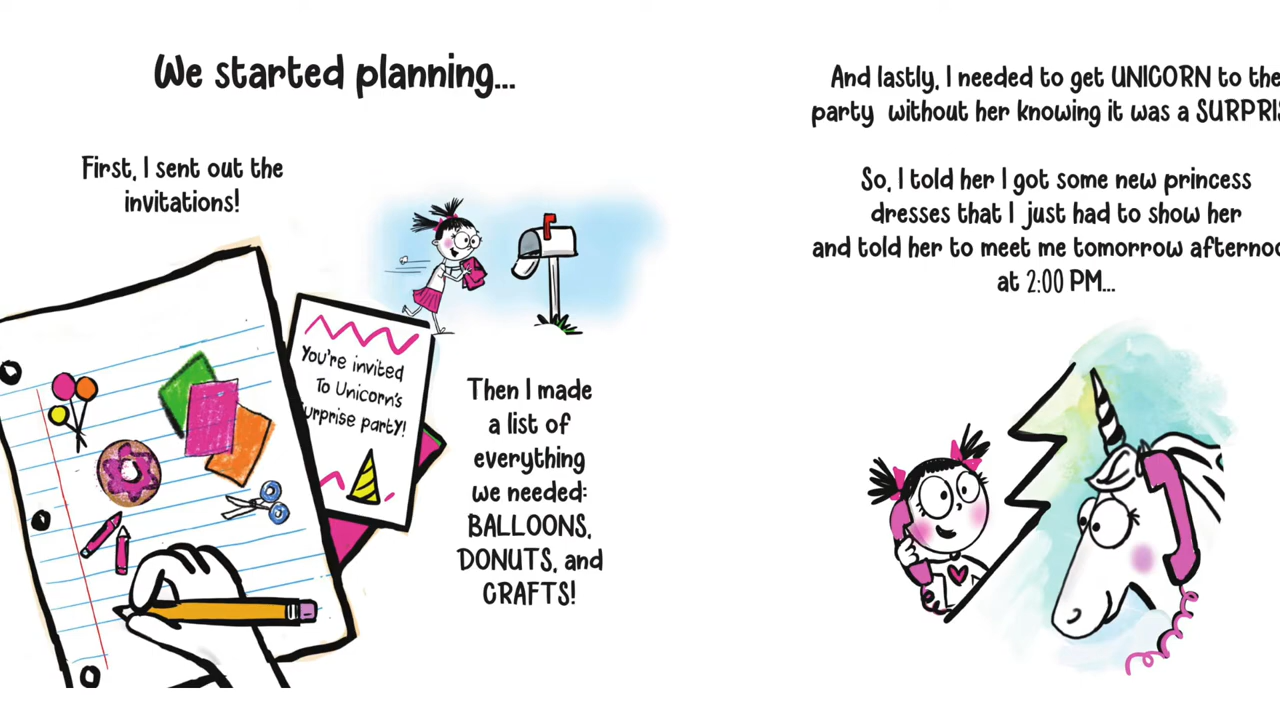 We started planning...
First, I sent out the
invitations!
You're invited
To Unicorn's
urprise party!
Then I made
a list of
everything
we needed:
BALLOONS,
DONUTS, and
CRAFTS!
And lastly, I needed to get UNICORN to the
party without her knowing it was a SURPRIS
So, I told her I got some new princess
dresses that I just had to show her
and told her to meet me tomorrow afternoo
at 2:00 PM...